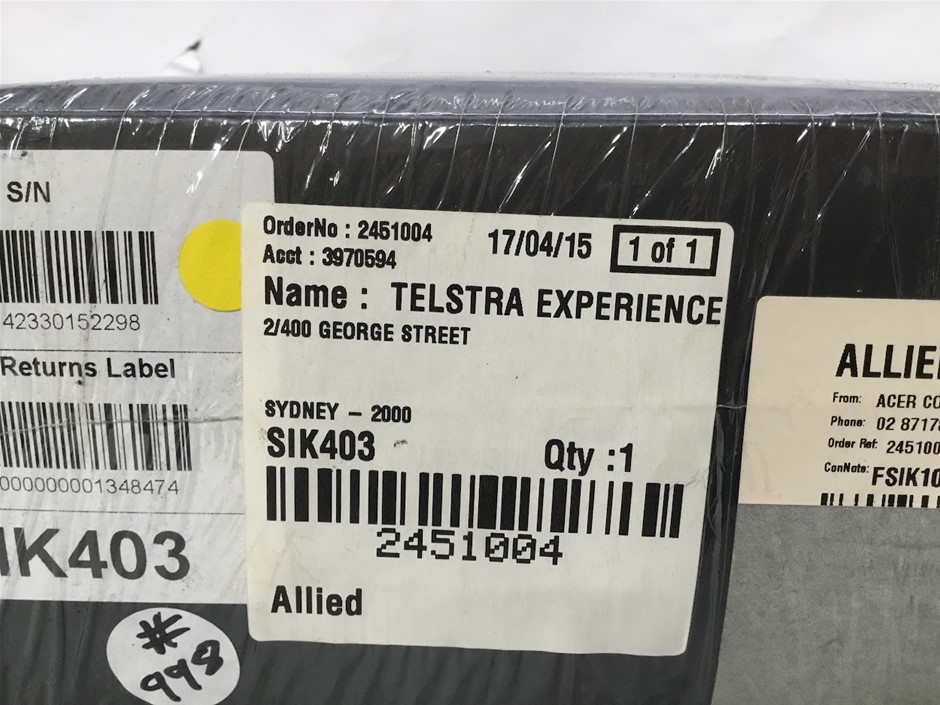 S/N
42330152298
Returns Label
000000001348474
IK403
#
998
OrderNo : 2451004
17/04/15
1 of 1
Acct : 3970594
Name : TELSTRA EXPERIENCE
2/400 GEORGE STREET
SYDNEY - 2000
SIK403
Qty :1
2451004
Allied
ALLIE
From: ACER CO
Phone: 02 8717
Order Ref: 245100
ConNote: FSIK10